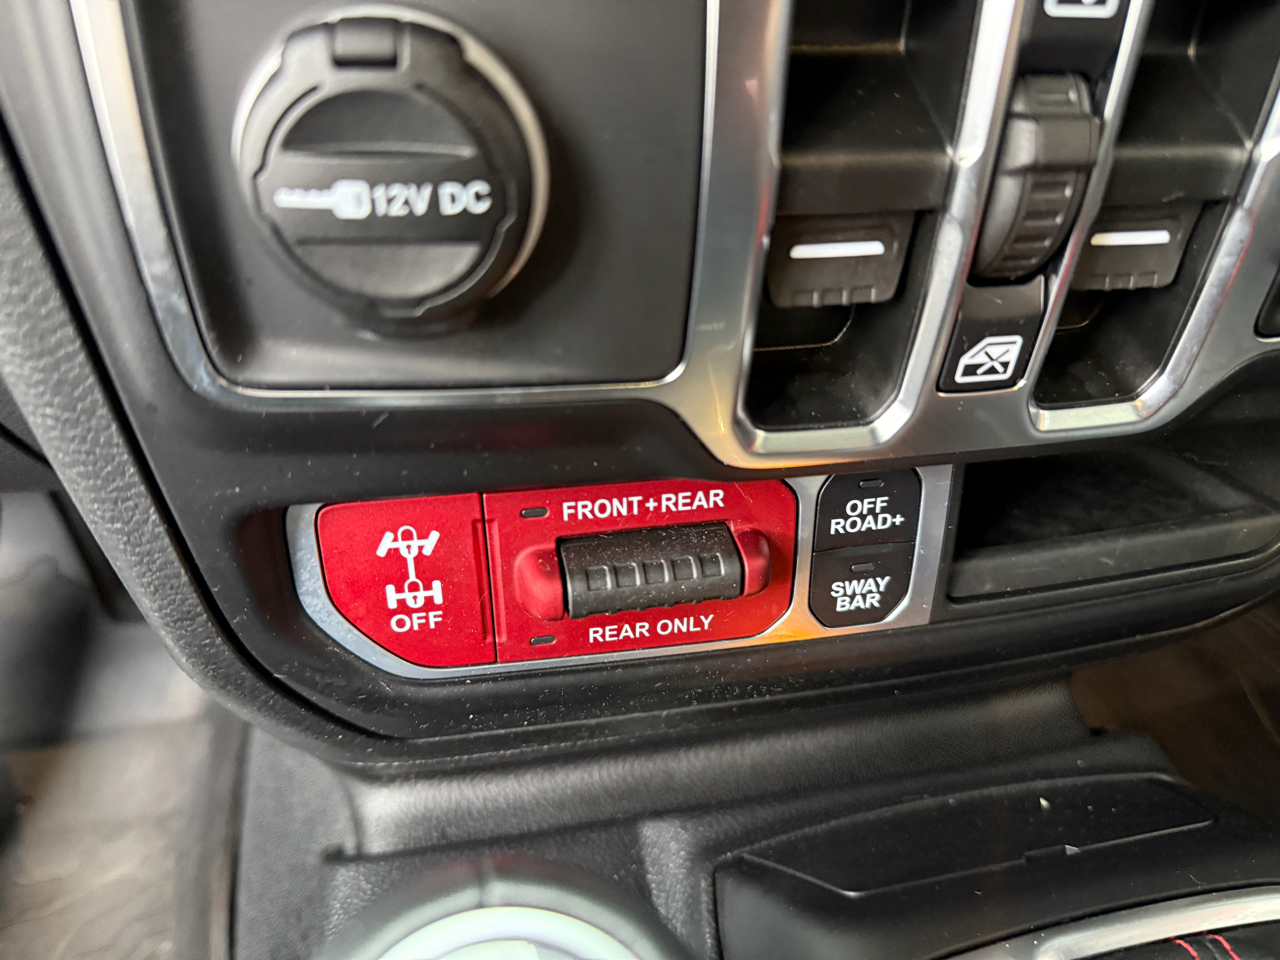 12V DC
FRONT+REAR
OFF
REAR ONLY
OFF
ROAD+
SWAY
BAR